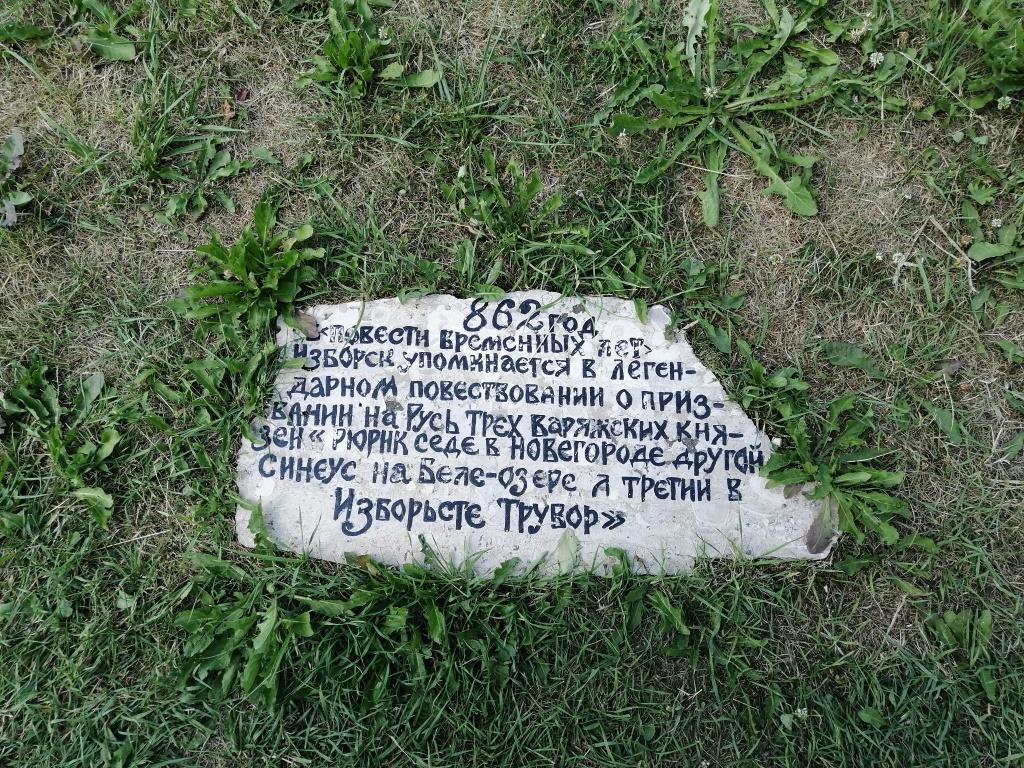 862 год
«Повести временных лет»
Изборск упоминается в леген-
дарном повествовании о приз-
вании на Русь трех варяжских кня-
зей « Рюрик седе в Новегороде другой
Синеус на Беле-озере А третий в
Изборьсте Трувор»